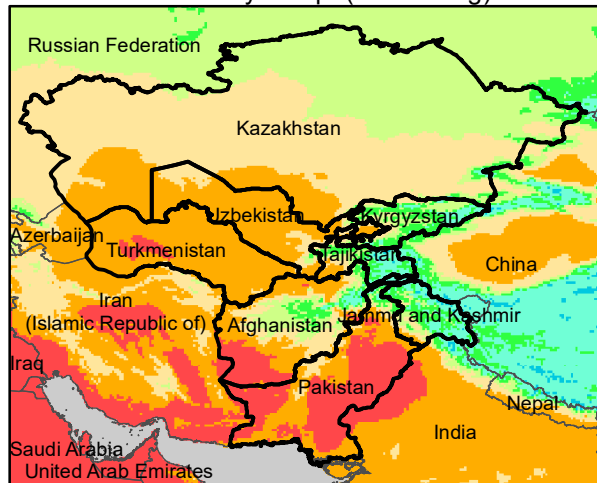 Russian Federation
Kazakhstan
Uzbekistan
Kyrgyzstan
Azerbaijan
Turkmenistan
Tajikistan
China
Iran
(Islamic Republic of)
Afghanistan
Jammu and Kashmir
Iraq
Pakistan
Nepal
India
Saudi Arabia
United Arab Emirates